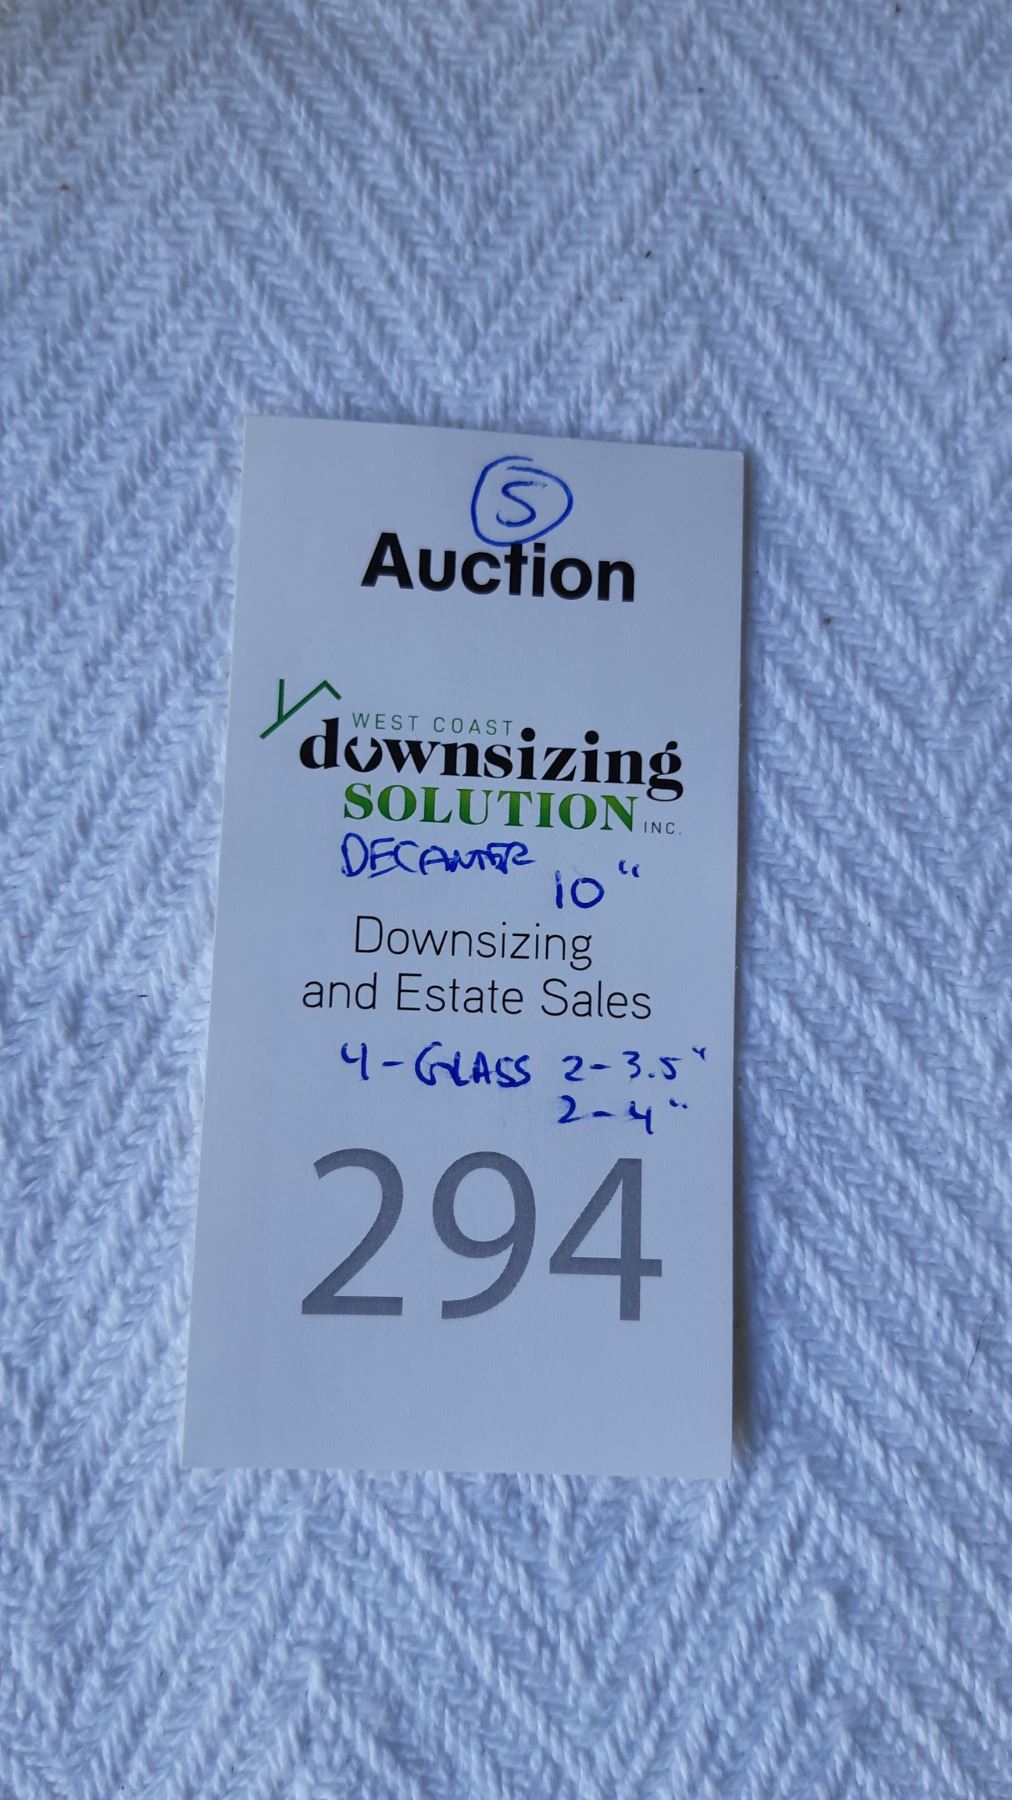 S
Auction
WEST COAST
downsizing
SOLUTION INC.
DECANTER 10"
Downsizing
and Estate Sales
4-GLASS 2-3.5"
2-4"
294